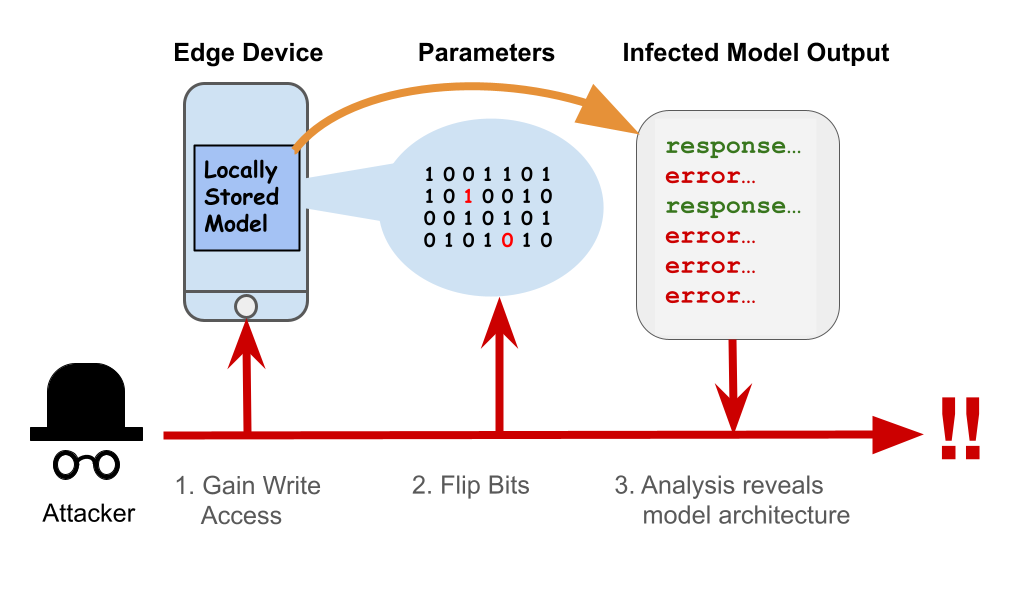 Edge Device
Parameters
Infected Model Output
Locally
Stored
Model
1 0 0 1 1 0 1
1 0 1 0 0 1 0
0 0 1 0 1 0 1
0 1 0 1 0 1 0
response…
error…
response…
error…
error…
error…
!!
Attacker
1. Gain Write
Access
2. Flip Bits
3. Analysis reveals
model architecture